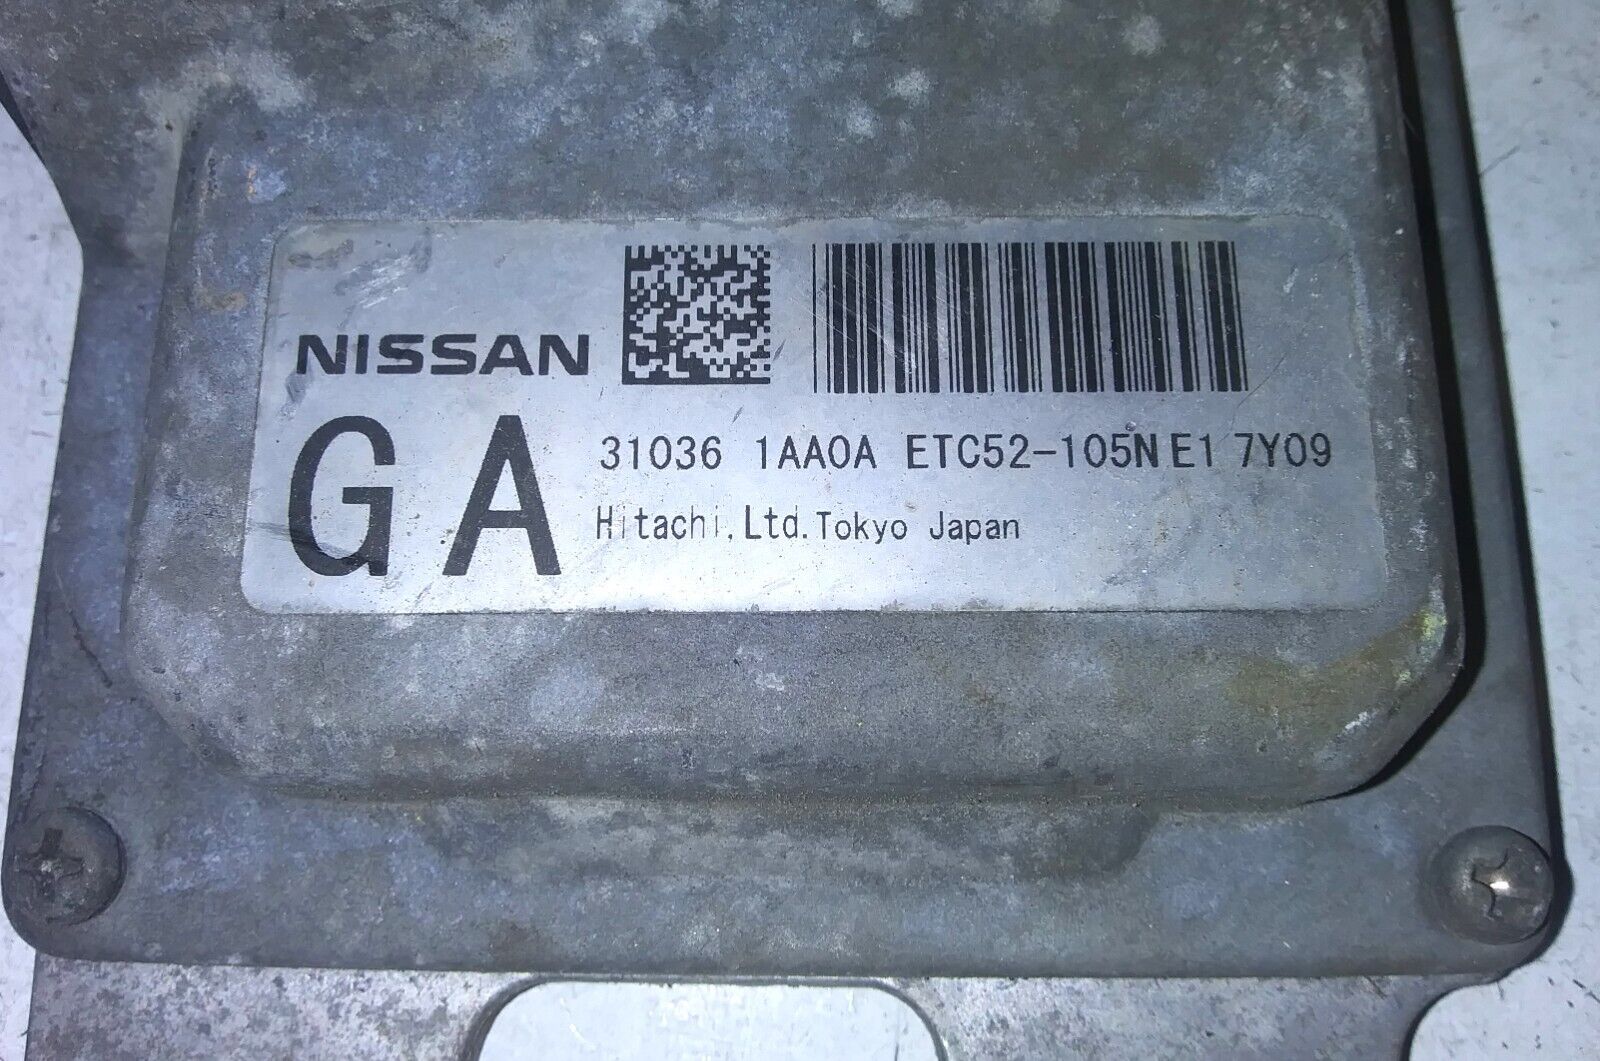 NISSAN
GA
31036 1AA0A ETC52-105N E1 7Y09
Hitachi,Ltd.Tokyo Japan